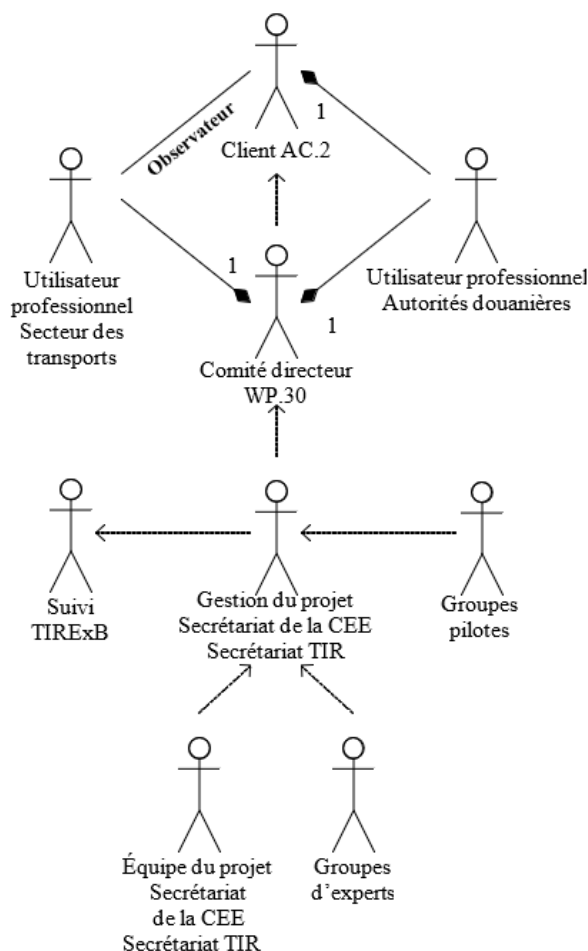 Observateur
1
Client AC.2
Utilisateur
professionnel
Secteur des
transports
1
Utilisateur professionnel
Autorités douanières
1
Comité directeur
WP.30
Suivi
TIRExB
Gestion du projet
Secrétariat de la CEE
Secrétariat TIR
Groupes
pilotes
Équipe du projet
Secrétariat
de la CEE
Secrétariat TIR
Groupes
d’experts